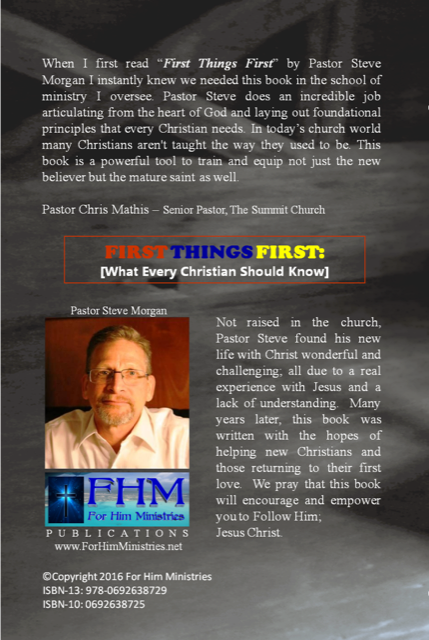 When I first read “First Things First” by Pastor Steve
Morgan I instantly knew we needed this book in the school of
ministry I oversee. Pastor Steve does an incredible job
articulating from the heart of God and laying out foundational
principles that every Christian needs. In today’s church world
many Christians aren't taught the way they used to be. This
book is a powerful tool to train and equip not just the new
believer but the mature saint as well.
Pastor Chris Mathis – Senior Pastor, The Summit Church
FIRST THINGS FIRST:
[What Every Christian Should Know]
Pastor Steve Morgan
FHM
For Him Ministries
PUBLICATIONS
www.ForHimMinistries.net
Not raised in the church,
Pastor Steve found his new
life with Christ wonderful and
challenging; all due to a real
experience with Jesus and a
lack of understanding. Many
years later, this book was
written with the hopes of
helping new Christians and
those returning to their first
love. We pray that this book
will encourage and empower
you to Follow Him;
Jesus Christ.
©Copyright 2016 For Him Ministries
ISBN-13: 978-0692638729
ISBN-10: 0692638725